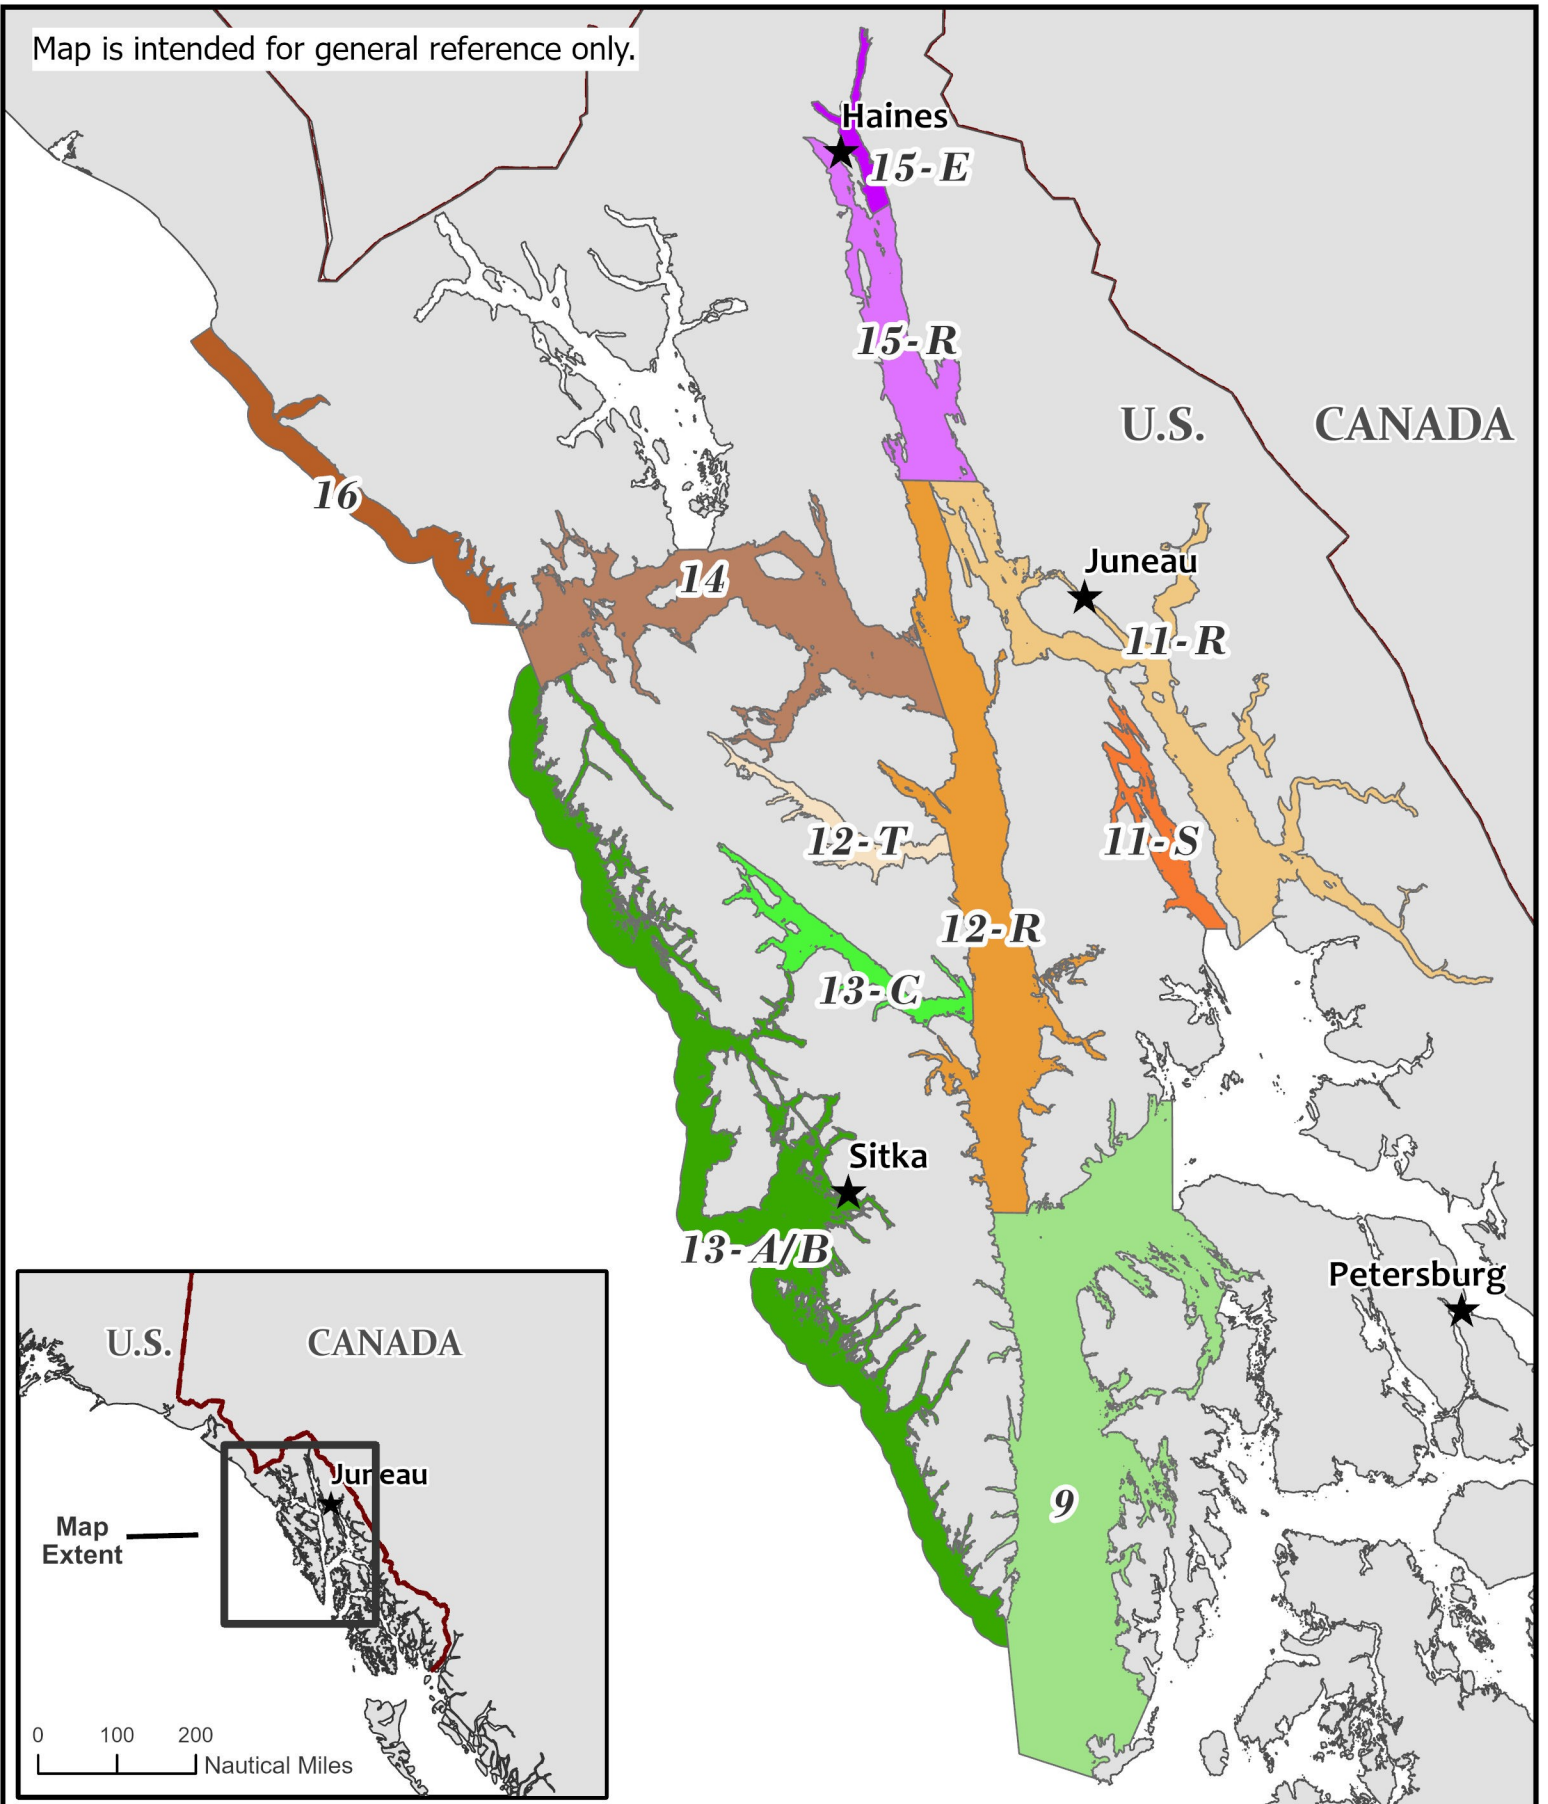 Map is intended for general reference only.
Haines
15-E
15-R
U.S.
CANADA
16
Juneau
14
11-R
12-T
11-S
12-R
13-C
Sitka
13-A/B
Petersburg
9
U.S.
CANADA
Juneau
Map
Extent
0 100 200
Nautical Miles